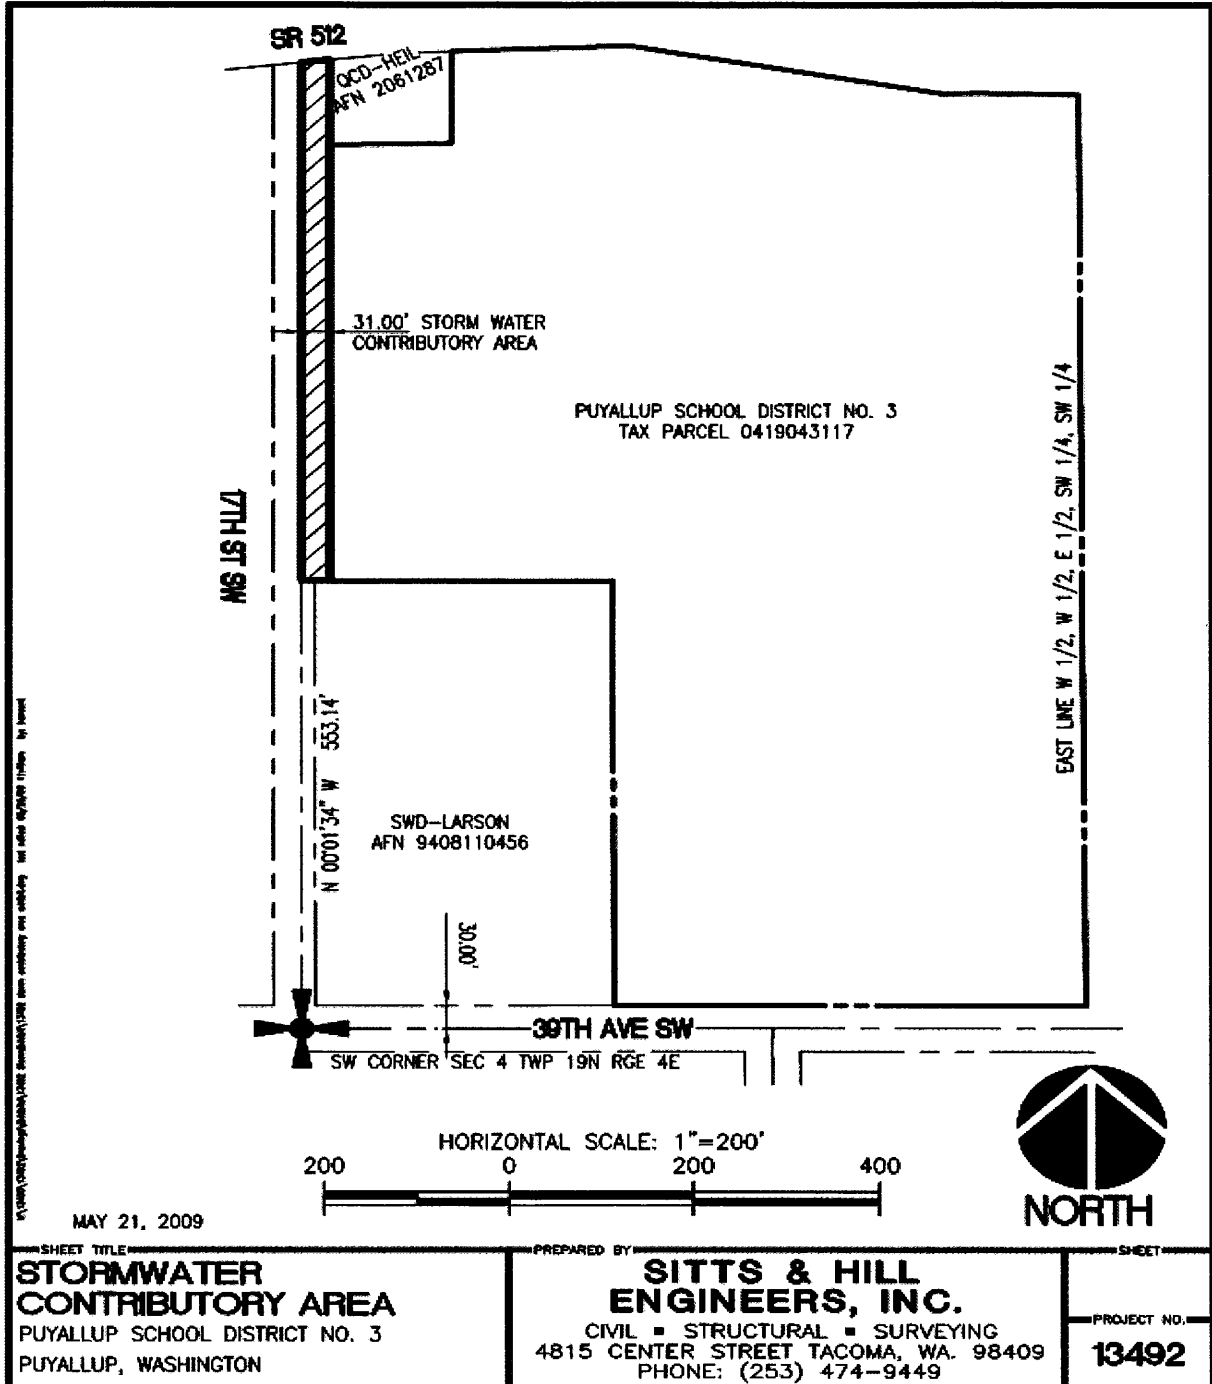 SR 512
QCD-HEIL
AFN 2061287
31.00' STORM WATER
CONTRIBUTORY AREA
PUYALLUP SCHOOL DISTRICT NO. 3
TAX PARCEL 0419043117
EAST LINE W 1/2, W 1/2, E 1/2, SW 1/4, SW 1/4
17TH ST SW
N 00°01'34" W 553.14'
SWD-LARSON
AFN 9408110456
30.00'
39TH AVE SW
SW CORNER SEC 4 TWP 19N RGE 4E
HORIZONTAL SCALE: 1"=200'
200 0 200 400
NORTH
MAY 21, 2009
SHEET TITLE
STORMWATER
CONTRIBUTORY AREA
PUYALLUP SCHOOL DISTRICT NO. 3
PUYALLUP, WASHINGTON
PREPARED BY
SITTS & HILL
ENGINEERS, INC.
CIVIL ▪ STRUCTURAL ▪ SURVEYING
4815 CENTER STREET TACOMA, WA. 98409
PHONE: (253) 474-9449
SHEET
PROJECT NO.
13492